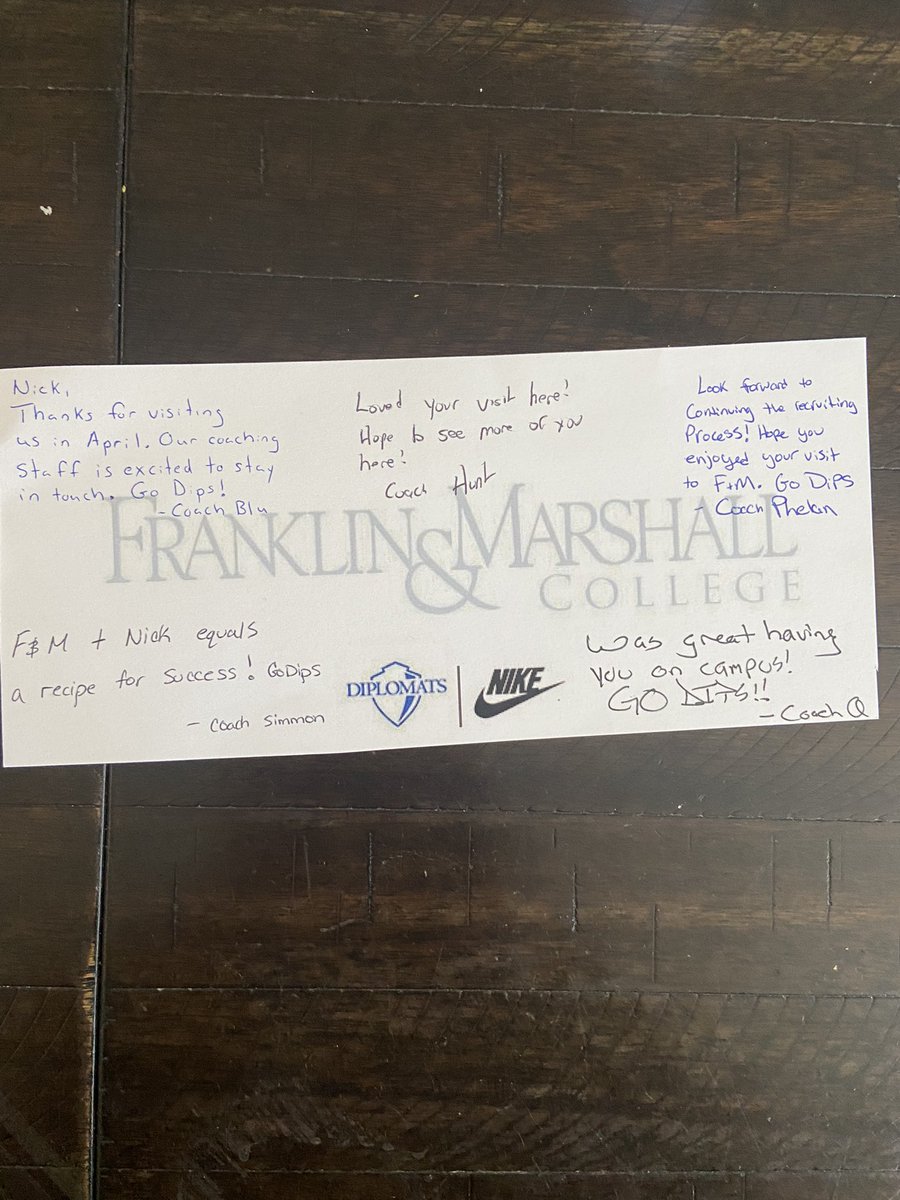 Nick,
Thanks for visiting
us in April. Our coaching
staff is excited to stay
in touch. Go Dips!
- Coach Blu
Loved your visit here!
Hope to see more of you
here!
Coach Hunt
Look forward to
Continuing the recruiting
Process! Hope you
enjoyed your visit
to F+M. Go DiPS
- Coach Phelan
FRANKLIN & MARSHALL
COLLEGE
F&M + Nick equals
a recipe for success! Go Dips
- Coach Simmon
DIPLOMATS
NIKE
Was great having
you on campus!
GO DIPS!!
- Coach Q